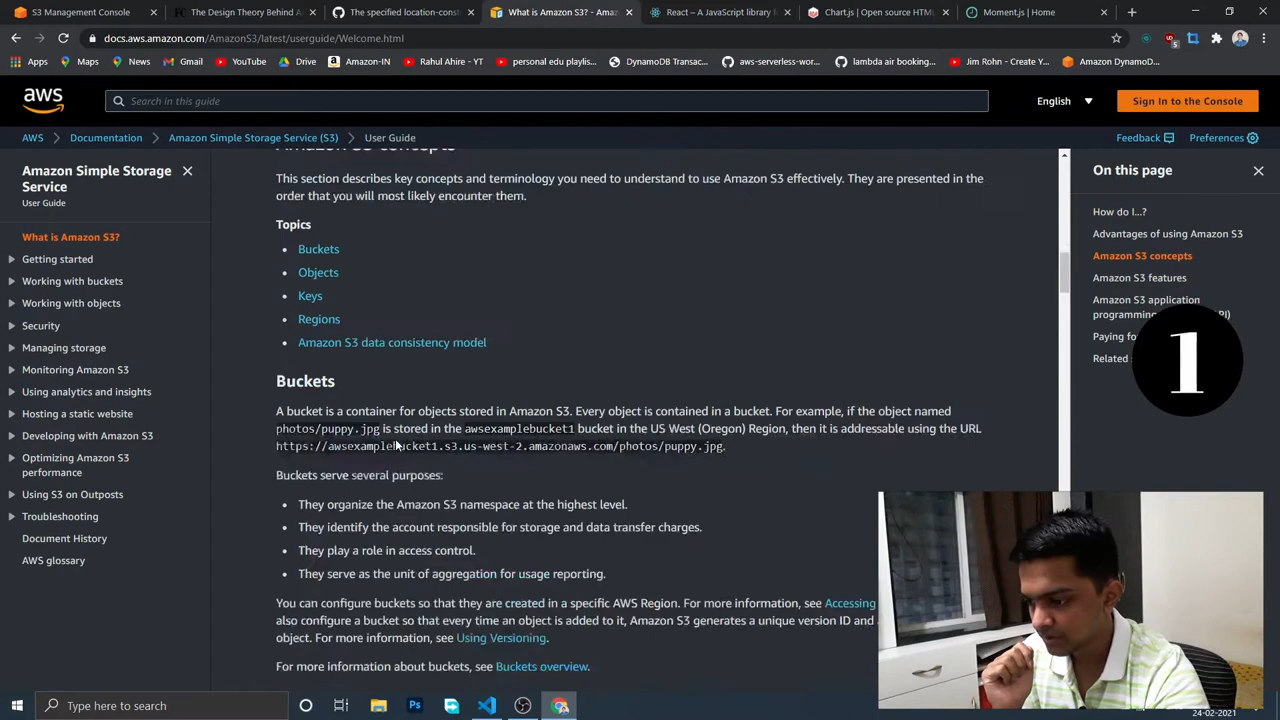 S3 Management Console
The Design Theory Behind A
The specified location-const
What is Amazon S3? - Amaz
React – A JavaScript library
Chart.js | Open source HTM
Moment.js | Home
docs.aws.amazon.com/AmazonS3/latest/userguide/Welcome.html
Apps
Maps
News
Gmail
YouTube
Drive
Amazon-IN
Rahul Ahire - YT
personal edu playlis...
DynamoDB Transac...
aws-serverless-wor...
lambda air booking...
Jim Rohn - Create Y...
Amazon DynamoD...
aws
Search in this guide
English
Sign In to the Console
AWS
Documentation
Amazon Simple Storage Service (S3)
User Guide
Feedback
Preferences
Amazon Simple Storage
Service
User Guide
What is Amazon S3?
Getting started
Working with buckets
Working with objects
Security
Managing storage
Monitoring Amazon S3
Using analytics and insights
Hosting a static website
Developing with Amazon S3
Optimizing Amazon S3
performance
Using S3 on Outposts
Troubleshooting
Document History
AWS glossary
Amazon S3 concepts
This section describes key concepts and terminology you need to understand to use Amazon S3 effectively. They are presented in the
order that you will most likely encounter them.
Topics
Buckets
Objects
Keys
Regions
Amazon S3 data consistency model
Buckets
A bucket is a container for objects stored in Amazon S3. Every object is contained in a bucket. For example, if the object named
photos/puppy.jpg is stored in the awsexamplebucket1 bucket in the US West (Oregon) Region, then it is addressable using the URL
https://awsexamplebucket1.s3.us-west-2.amazonaws.com/photos/puppy.jpg.
Buckets serve several purposes:
They organize the Amazon S3 namespace at the highest level.
They identify the account responsible for storage and data transfer charges.
They play a role in access control.
They serve as the unit of aggregation for usage reporting.
You can configure buckets so that they are created in a specific AWS Region. For more information, see Accessing
also configure a bucket so that every time an object is added to it, Amazon S3 generates a unique version ID and
object. For more information, see Using Versioning.
For more information about buckets, see Buckets overview.
On this page
How do I...?
Advantages of using Amazon S3
Amazon S3 concepts
Amazon S3 features
Amazon S3 application
programming
Paying for
Related
1
Type here to search
24-02-2021